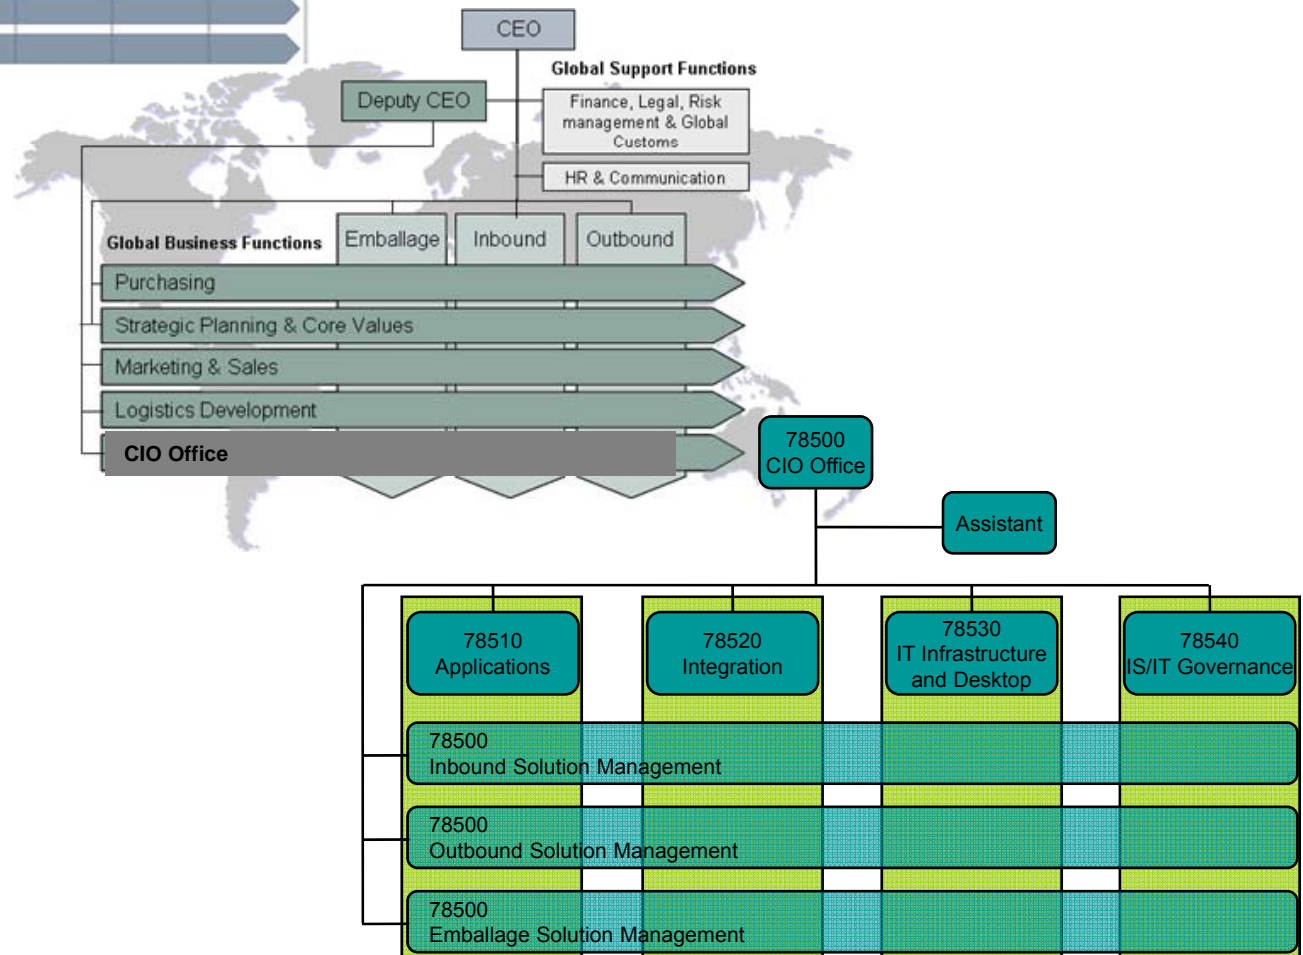 CEO
Global Support Functions
Deputy CEO
Finance, Legal, Risk
management & Global
Customs
HR & Communication
Global Business Functions
Emballage
Inbound
Outbound
Purchasing
Strategic Planning & Core Values
Marketing & Sales
Logistics Development
CIO Office
78500
CIO Office
Assistant
78510
Applications
78520
Integration
78530
IT Infrastructure
and Desktop
78540
IS/IT Governance
78500
Inbound Solution Management
78500
Outbound Solution Management
78500
Emballage Solution Management